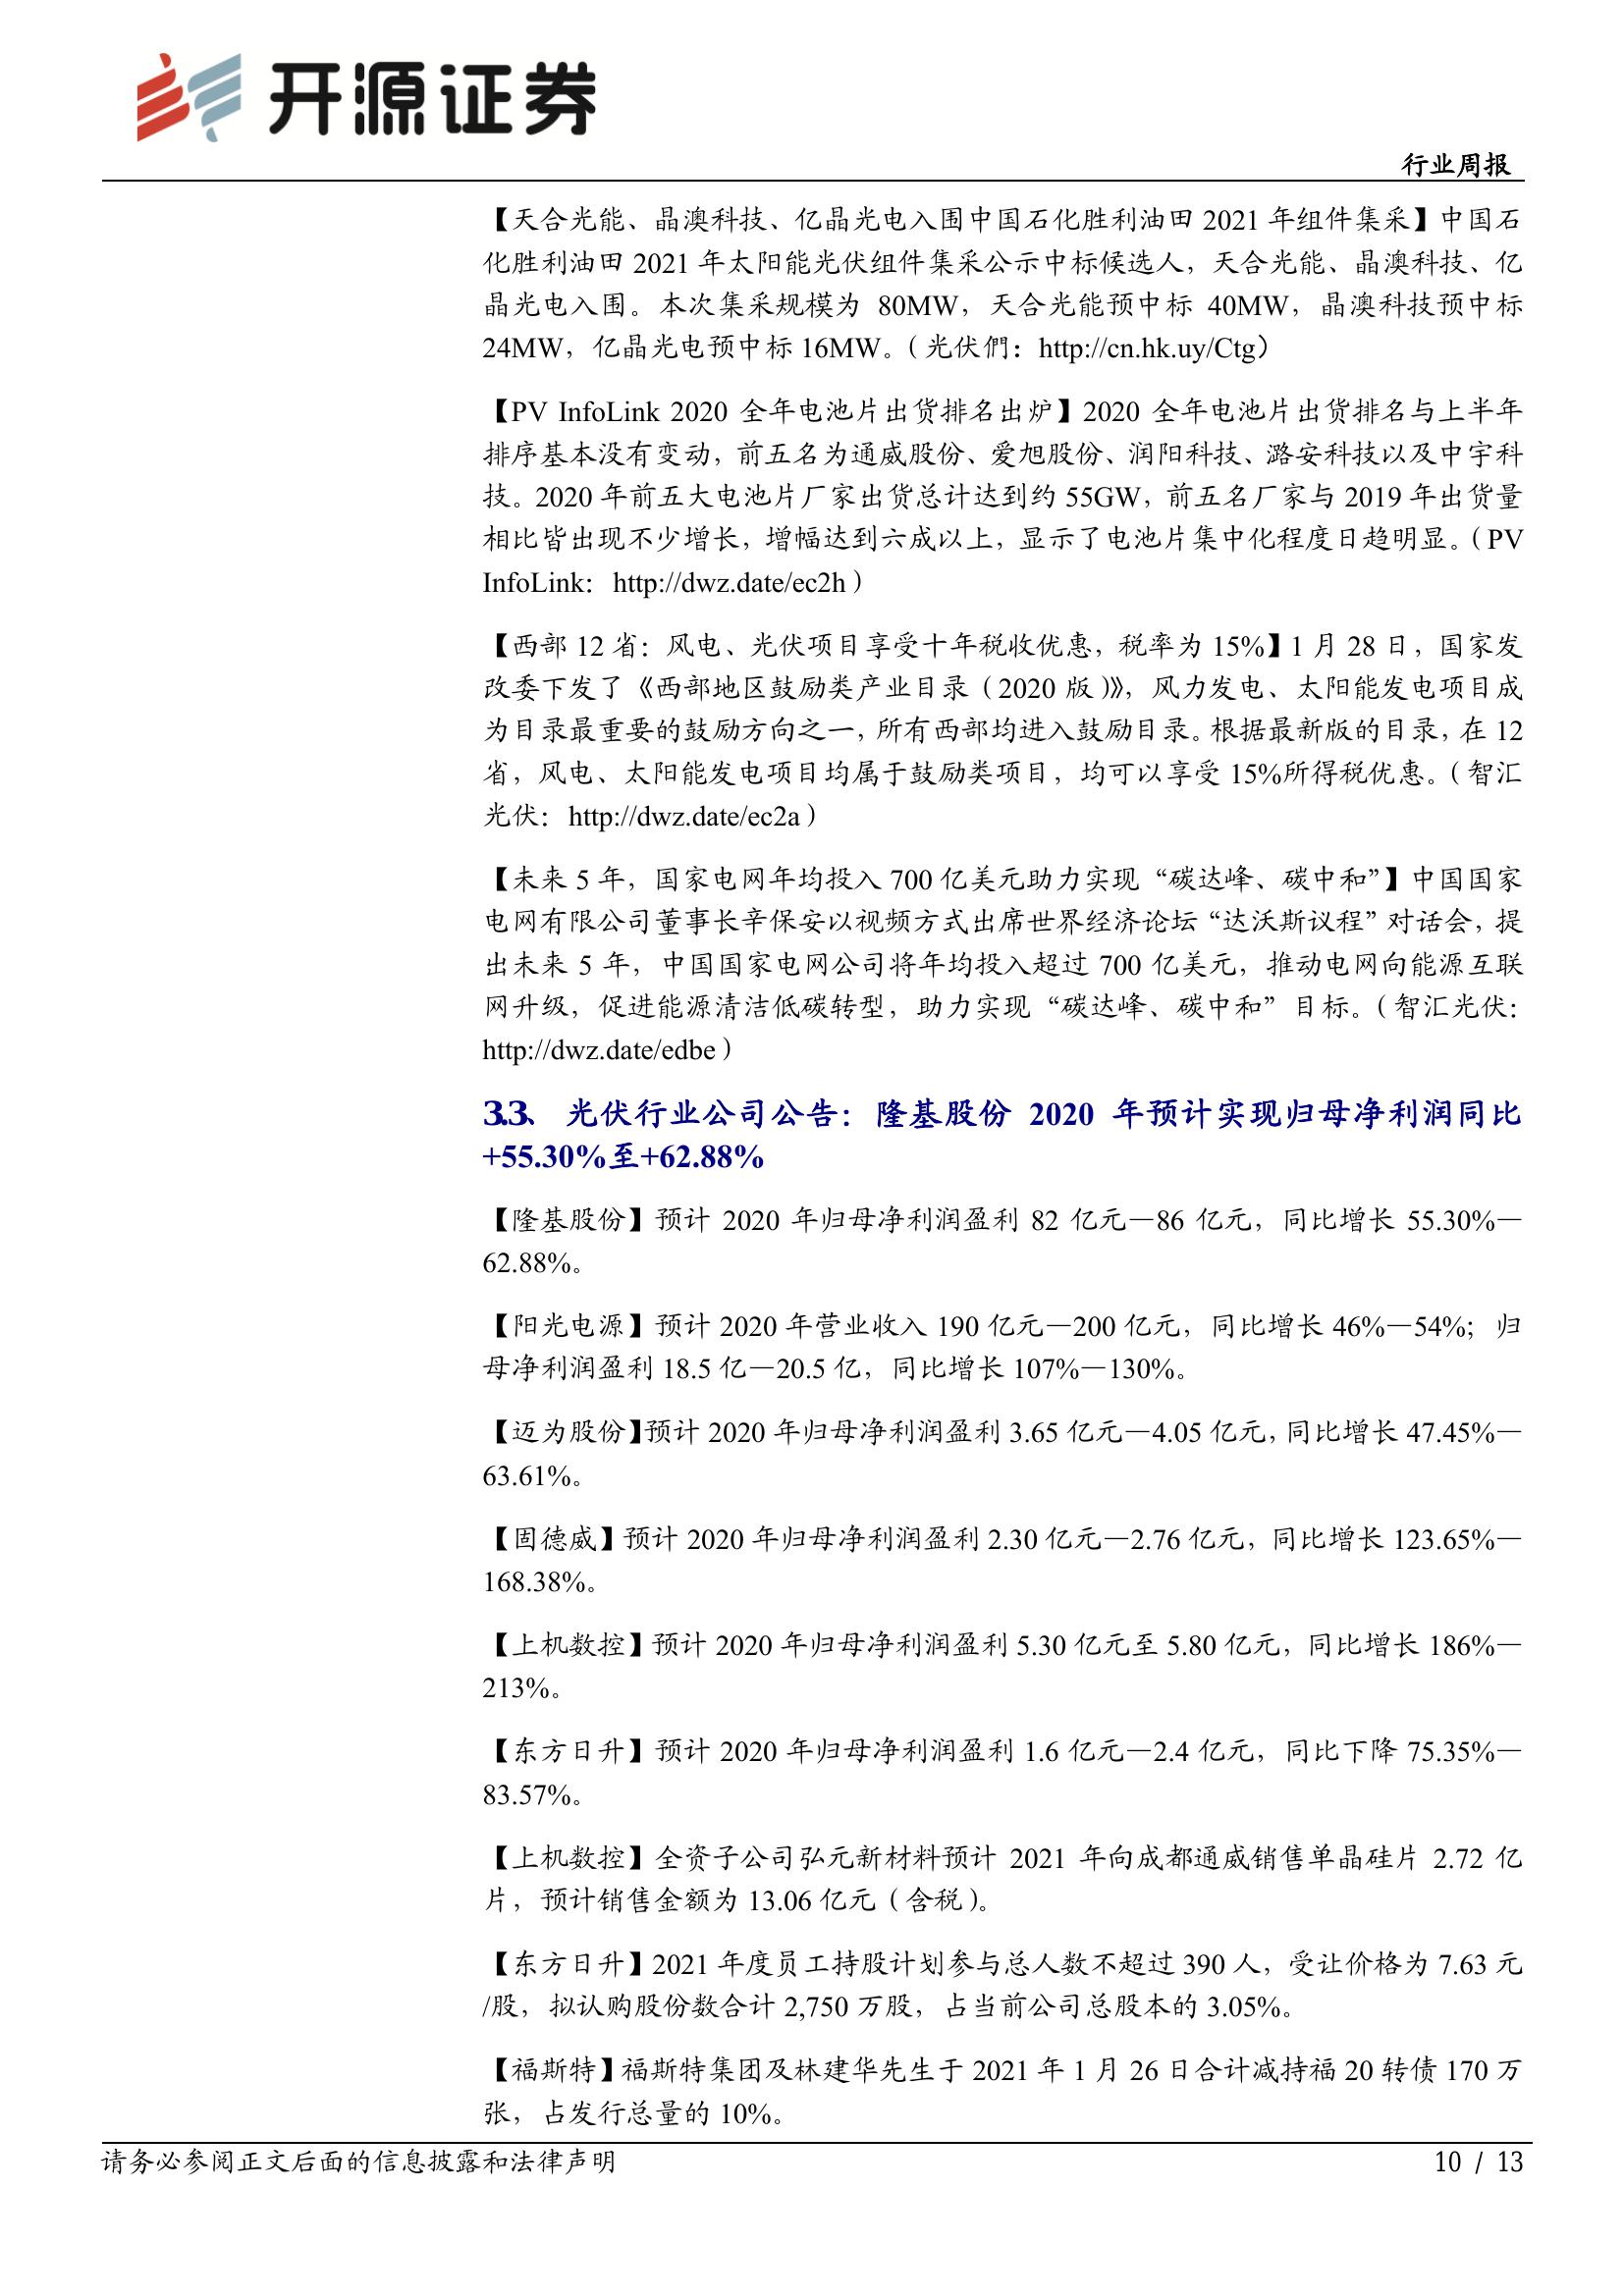 开源证券
行业周报
【天合光能、晶澳科技、亿晶光电入围中国石化胜利油田 2021 年组件集采】中国石
化胜利油田 2021 年太阳能光伏组件集采公示中标候选人，天合光能、晶澳科技、亿
晶光电入围。本次集采规模为 80MW，天合光能预中标 40MW，晶澳科技预中标
24MW，亿晶光电预中标 16MW。（光伏們：http://cn.hk.uy/Ctg）
【PV InfoLink 2020 全年电池片出货排名出炉】2020 全年电池片出货排名与上半年
排序基本没有变动，前五名为通威股份、爱旭股份、润阳科技、潞安科技以及中宇科
技。2020 年前五大电池片厂家出货总计达到约 55GW，前五名厂家与 2019 年出货量
相比皆出现不少增长，增幅达到六成以上，显示了电池片集中化程度日趋明显。（PV
InfoLink：http://dwz.date/ec2h）
【西部 12 省：风电、光伏项目享受十年税收优惠，税率为 15%】1 月 28 日，国家发
改委下发了《西部地区鼓励类产业目录（2020 版）》，风力发电、太阳能发电项目成
为目录最重要的鼓励方向之一，所有西部均进入鼓励目录。根据最新版的目录，在 12
省，风电、太阳能发电项目均属于鼓励类项目，均可以享受 15%所得税优惠。（智汇
光伏：http://dwz.date/ec2a）
【未来 5 年，国家电网年均投入 700 亿美元助力实现“碳达峰、碳中和”】中国国家
电网有限公司董事长辛保安以视频方式出席世界经济论坛“达沃斯议程”对话会，提
出未来 5 年，中国国家电网公司将年均投入超过 700 亿美元，推动电网向能源互联
网升级，促进能源清洁低碳转型，助力实现“碳达峰、碳中和”目标。（智汇光伏：
http://dwz.date/edbe）
3.3、 光伏行业公司公告：隆基股份 2020 年预计实现归母净利润同比
+55.30%至+62.88%
【隆基股份】预计 2020 年归母净利润盈利 82 亿元—86 亿元，同比增长 55.30%—
62.88%。
【阳光电源】预计 2020 年营业收入 190 亿元—200 亿元，同比增长 46%—54%；归
母净利润盈利 18.5 亿—20.5 亿，同比增长 107%—130%。
【迈为股份】预计 2020 年归母净利润盈利 3.65 亿元—4.05 亿元，同比增长 47.45%—
63.61%。
【固德威】预计 2020 年归母净利润盈利 2.30 亿元—2.76 亿元，同比增长 123.65%—
168.38%。
【上机数控】预计 2020 年归母净利润盈利 5.30 亿元至 5.80 亿元，同比增长 186%—
213%。
【东方日升】预计 2020 年归母净利润盈利 1.6 亿元—2.4 亿元，同比下降 75.35%—
83.57%。
【上机数控】全资子公司弘元新材料预计 2021 年向成都通威销售单晶硅片 2.72 亿
片，预计销售金额为 13.06 亿元（含税）。
【东方日升】2021 年度员工持股计划参与总人数不超过 390 人，受让价格为 7.63 元
/股，拟认购股份数合计 2,750 万股，占当前公司总股本的 3.05%。
【福斯特】福斯特集团及林建华先生于 2021 年 1 月 26 日合计减持福 20 转债 170 万
张，占发行总量的 10%。
请务必参阅正文后面的信息披露和法律声明
10 / 13